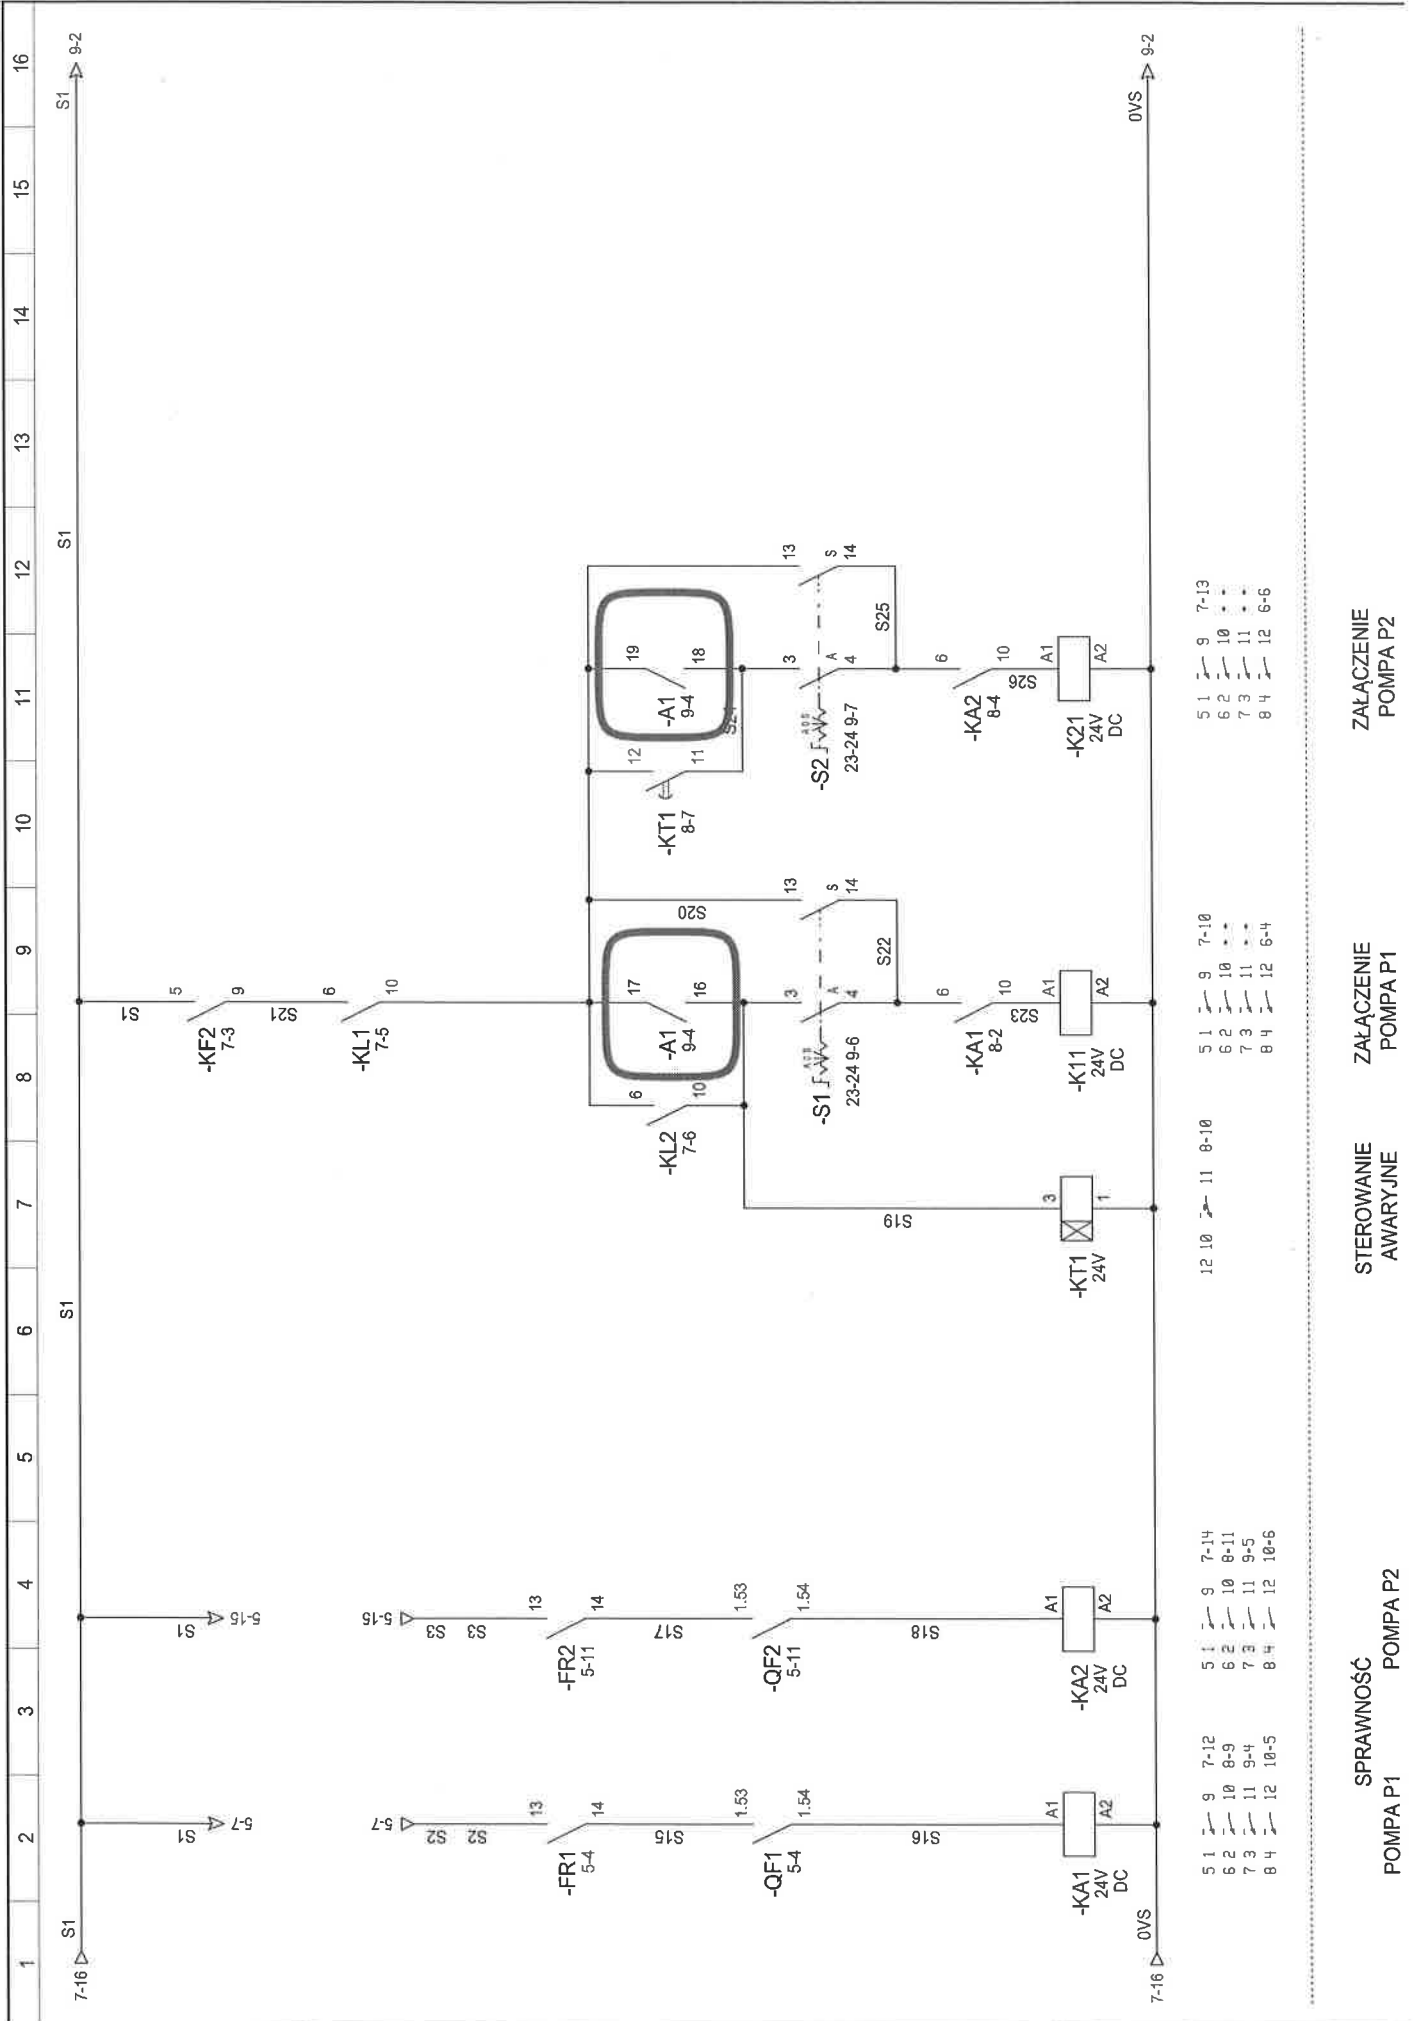 1 2 3 4 5 6 7 8 9 10 11 12 13 14 15 16
7-16 S1 S1 S1 S1 9-2
S1
5-7
5-7
S2
S2
13
-FR1
5-4
14
S15
1.53
-QF1
5-4
1.54
S16
A1
-KA1
24V
DC
A2
S1
5-15
5-15
S3
S3
13
-FR2
5-11
14
S17
1.53
-QF2
5-11
1.54
S18
A1
-KA2
24V
DC
A2
S19
3
-KT1
24V
1
S1
5
-KF2
7-3
9
S21
6
-KL1
7-5
10
6
-KL2
7-6
10
17
-A1
9-4
16
S20
13
S
14
3
A
4
-S1
23-24 9-6
S22
6
-KA1
8-2
10
S23
A1
-K11
24V
DC
A2
12
-KT1
8-7
11
19
-A1
9-4
18
13
S
14
3
A
4
-S2
23-24 9-7
S25
6
-KA2
8-4
10
S26
A1
-K21
24V
DC
A2
7-16 0VS 0VS 9-2
5 1 9 7-12
6 2 10 8-9
7 3 11 9-4
8 4 12 10-5
5 1 9 7-14
6 2 10 8-11
7 3 11 9-5
8 4 12 10-6
12 10 11 8-10
5 1 9 7-10
6 2 10 ••
7 3 11 ••
8 4 12 6-4
5 1 9 7-13
6 2 10 ••
7 3 11 ••
8 4 12 6-6
SPRAWNOŚĆ
POMPA P1 POMPA P2
STEROWANIE
AWARYJNE
ZAŁĄCZENIE
POMPA P1
ZAŁĄCZENIE
POMPA P2